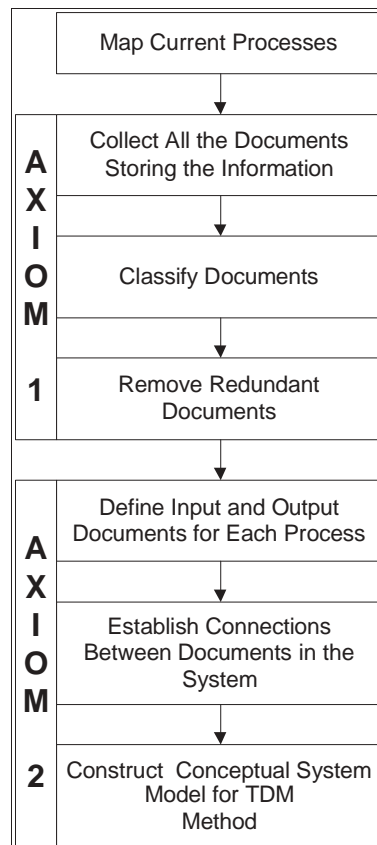 Map Current Processes
AXIOM 1
Collect All the Documents
Storing the Information
Classify Documents
Remove Redundant
Documents
AXIOM 2
Define Input and Output
Documents for Each Process
Establish Connections
Between Documents in the
System
Construct Conceptual System
Model for TDM
Method